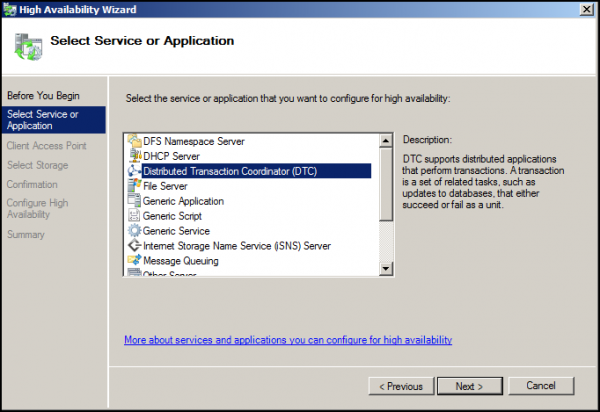 High Availability Wizard
Select Service or Application
Before You Begin
Select Service or
Application
Client Access Point
Select Storage
Confirmation
Configure High
Availability
Summary
Select the service or application that you want to configure for high availability:
DFS Namespace Server
DHCP Server
Distributed Transaction Coordinator (DTC)
File Server
Generic Application
Generic Script
Generic Service
Internet Storage Name Service (iSNS) Server
Message Queuing
Other Server
Description:
DTC supports distributed applications
that perform transactions. A transaction
is a set of related tasks, such as
updates to databases, that either
succeed or fail as a unit.
More about services and applications you can configure for high availability
< Previous
Next >
Cancel